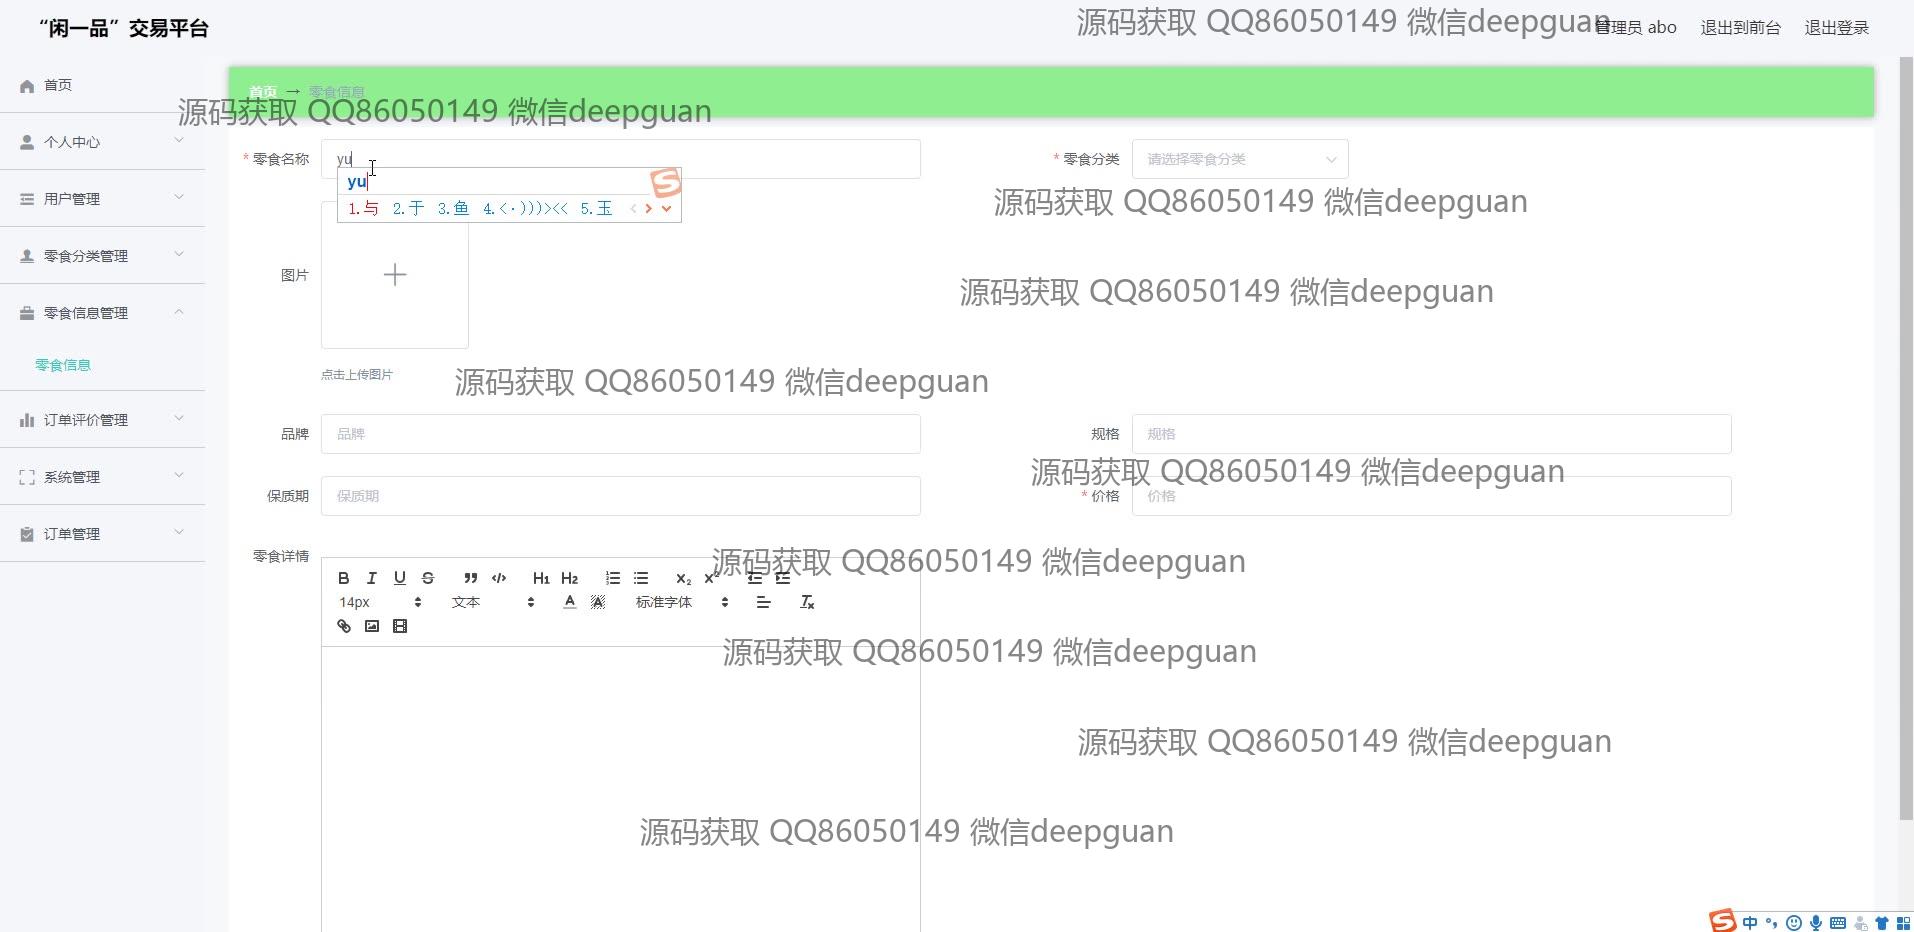 “闲一品”交易平台
源码获取 QQ86050149 微信deepguan
管理员 abo
退出到前台
退出登录
首页
首页 → 零食信息
源码获取 QQ86050149 微信deepguan
个人中心
* 零食名称
yu
* 零食分类
请选择零食分类
yu
用户管理
1.与 2.于 3.鱼 4.<·)))><< 5.玉
源码获取 QQ86050149 微信deepguan
零食分类管理
图片
源码获取 QQ86050149 微信deepguan
零食信息管理
零食信息
点击上传图片
源码获取 QQ86050149 微信deepguan
订单评价管理
品牌
品牌
规格
规格
系统管理
源码获取 QQ86050149 微信deepguan
保质期
保质期
* 价格
价格
订单管理
零食详情
源码获取 QQ86050149 微信deepguan
B I U S H1 H2 X2 X2
14px 文本 A A 标准字体 Tx
源码获取 QQ86050149 微信deepguan
源码获取 QQ86050149 微信deepguan
源码获取 QQ86050149 微信deepguan
中